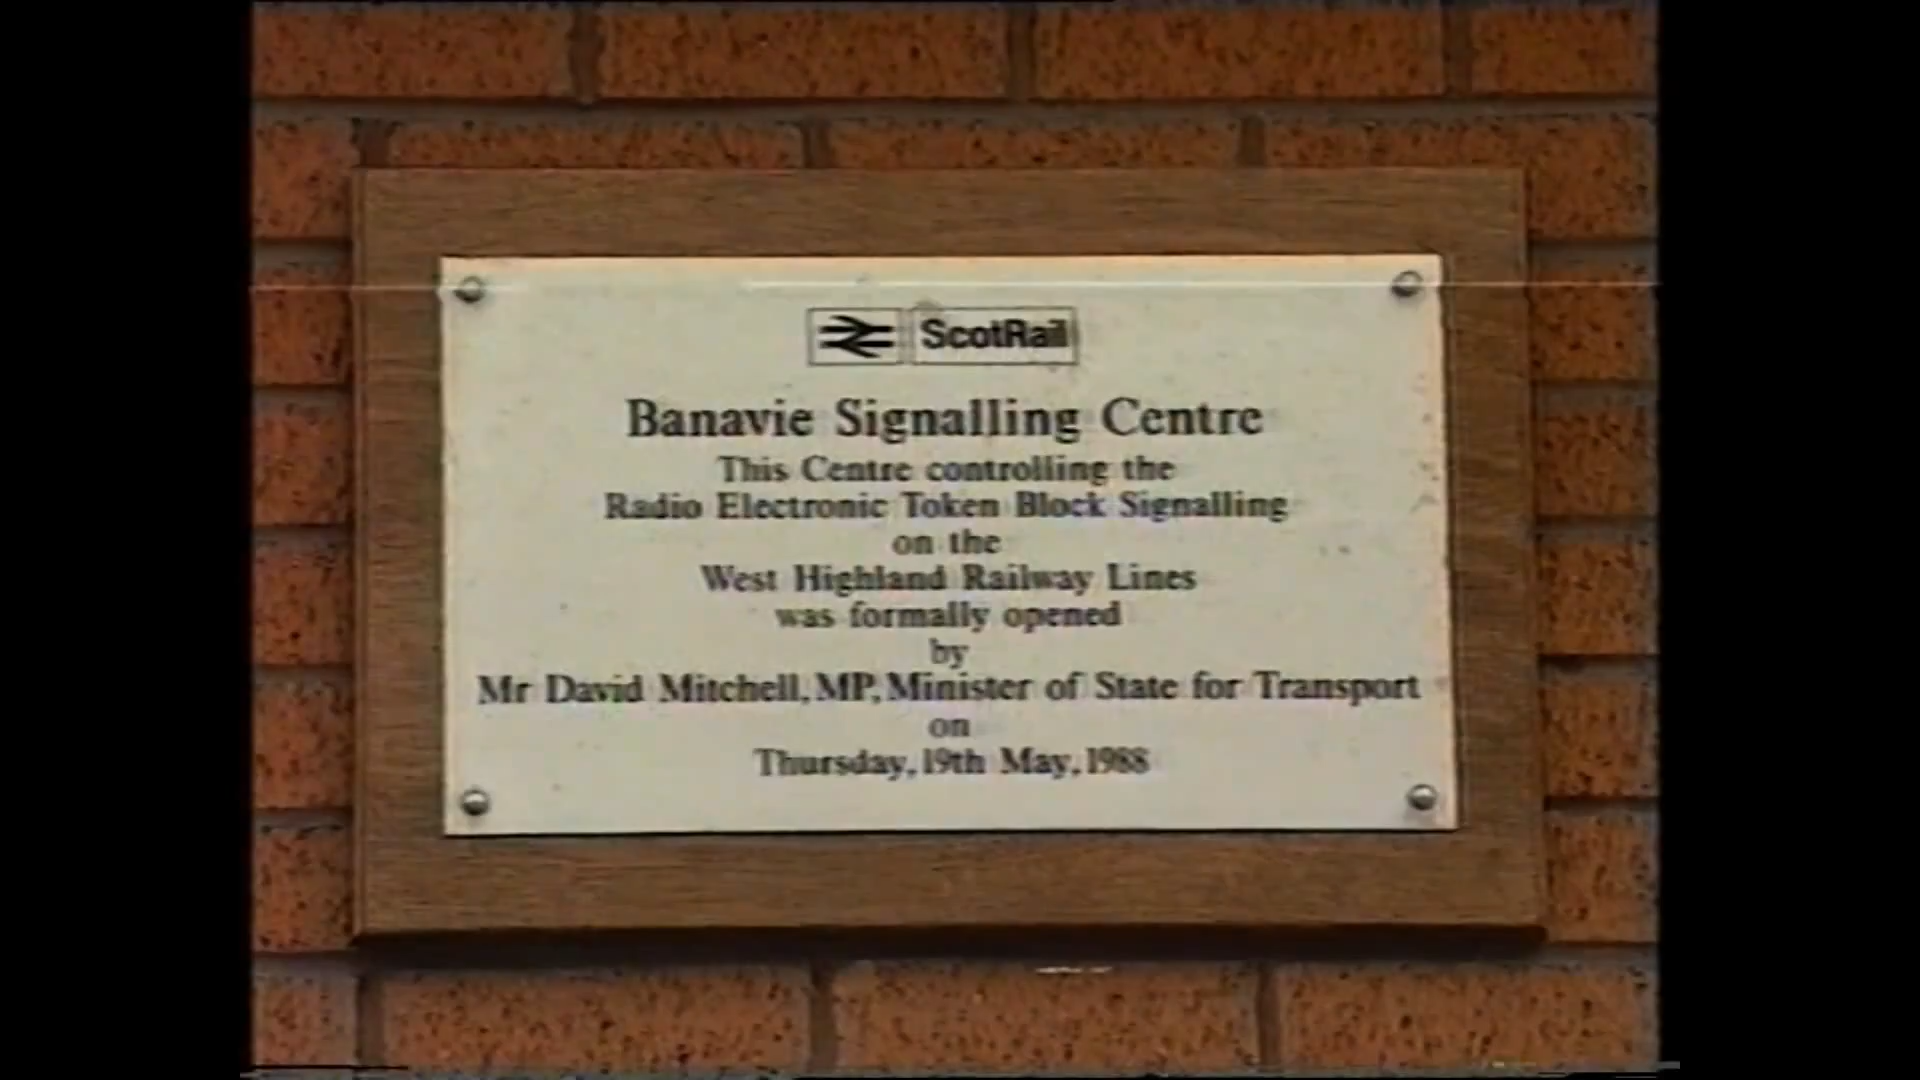 ScotRail
Banavie Signalling Centre
This Centre controlling the
Radio Electronic Token Block Signalling
on the
West Highland Railway Lines
was formally opened
by
Mr David Mitchell, MP, Minister of State for Transport
on
Thursday, 19th May, 1988